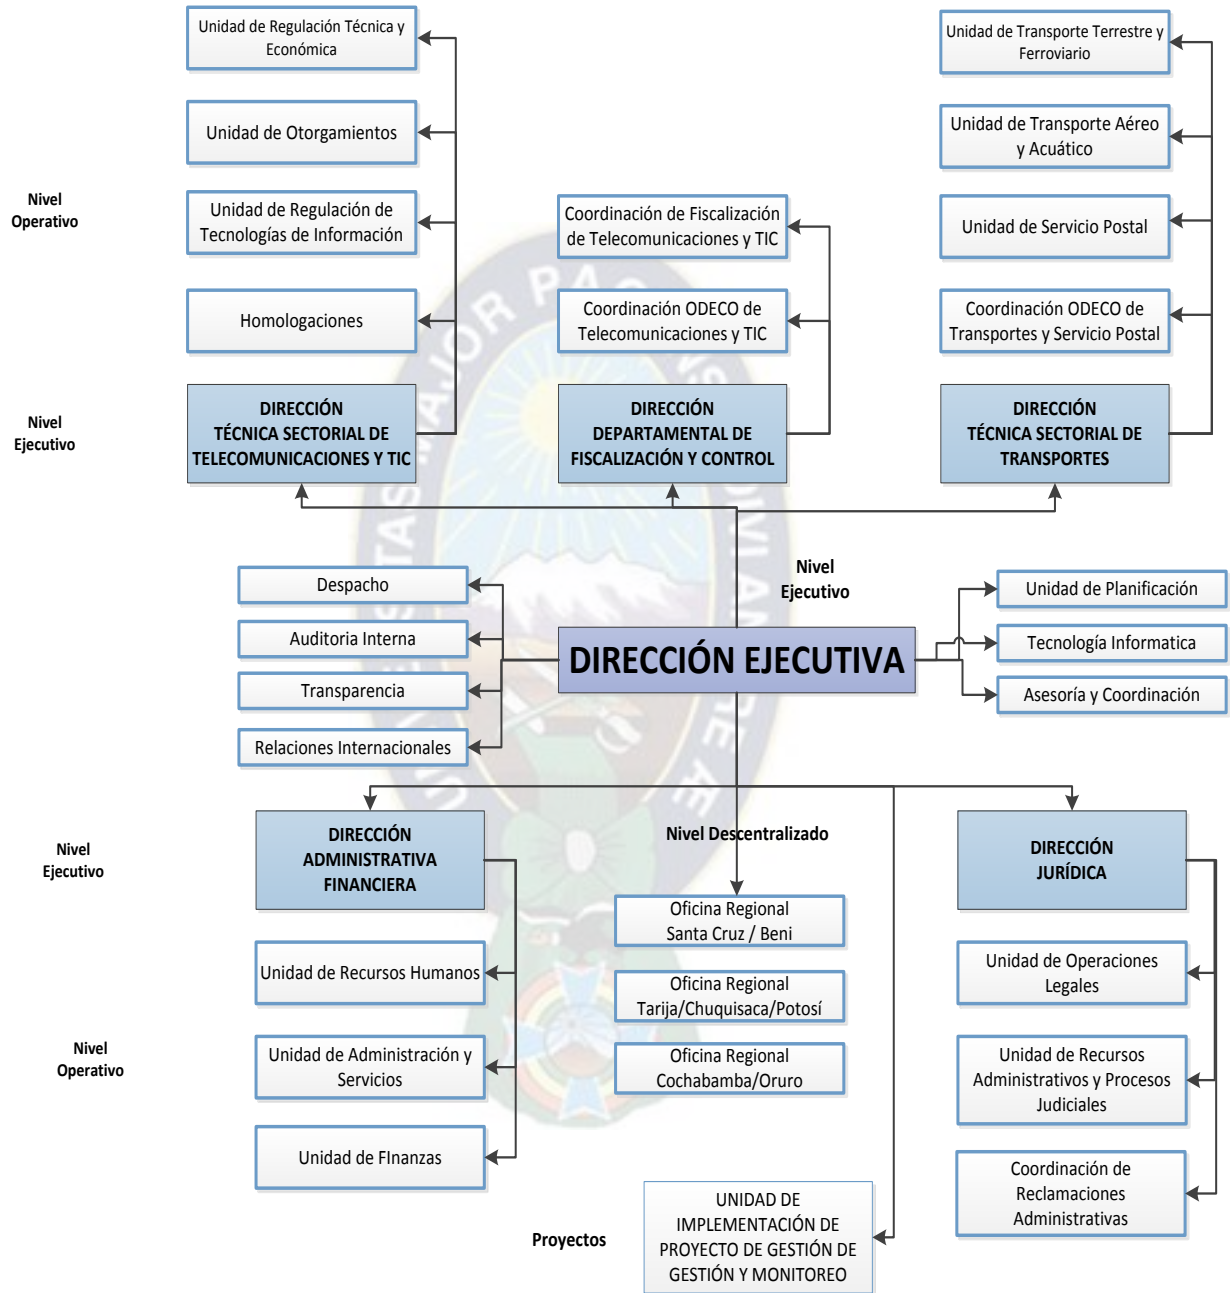 Unidad de Regulación Técnica y
Económica
Unidad de Transporte Terrestre y
Ferroviario
Unidad de Otorgamientos
Unidad de Transporte Aéreo
y Acuático
Nivel
Operativo
Unidad de Regulación de
Tecnologías de Información
Coordinación de Fiscalización
de Telecomunicaciones y TIC
Unidad de Servicio Postal
Homologaciones
Coordinación ODECO de
Telecomunicaciones y TIC
Coordinación ODECO de
Transportes y Servicio Postal
Nivel
Ejecutivo
DIRECCIÓN
TÉCNICA SECTORIAL DE
TELECOMUNICACIONES Y TIC
DIRECCIÓN
DEPARTAMENTAL DE
FISCALIZACIÓN Y CONTROL
DIRECCIÓN
TÉCNICA SECTORIAL DE
TRANSPORTES
Nivel
Ejecutivo
Despacho
Auditoria Interna
Transparencia
Relaciones Internacionales
DIRECCIÓN EJECUTIVA
Unidad de Planificación
Tecnología Informatica
Asesoría y Coordinación
Nivel
Ejecutivo
DIRECCIÓN
ADMINISTRATIVA
FINANCIERA
Nivel Descentralizado
DIRECCIÓN
JURÍDICA
Oficina Regional
Santa Cruz / Beni
Unidad de Recursos Humanos
Oficina Regional
Tarija/Chuquisaca/Potosí
Unidad de Operaciones
Legales
Nivel
Operativo
Unidad de Administración y
Servicios
Oficina Regional
Cochabamba/Oruro
Unidad de Recursos
Administrativos y Procesos
Judiciales
Unidad de FInanzas
Coordinación de
Reclamaciones
Administrativas
Proyectos
UNIDAD DE
IMPLEMENTACIÓN DE
PROYECTO DE GESTIÓN DE
GESTIÓN Y MONITOREO